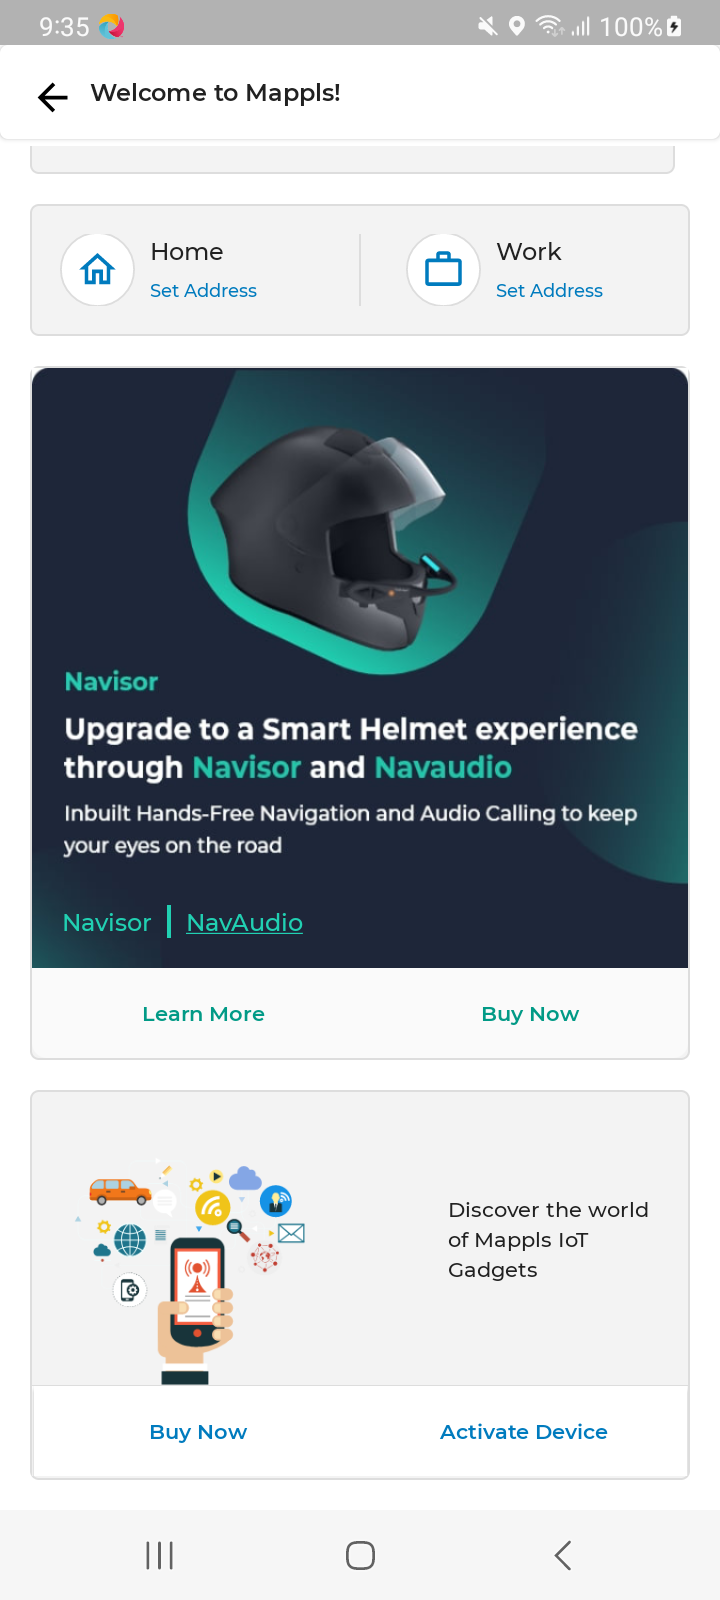 9:35
100%
Welcome to Mappls!
Home
Set Address
Work
Set Address
Navisor
Upgrade to a Smart Helmet experience
through Navisor and Navaudio
Inbuilt Hands-Free Navigation and Audio Calling to keep
your eyes on the road
Navisor | NavAudio
Learn More
Buy Now
Discover the world
of Mappls IoT
Gadgets
Buy Now
Activate Device